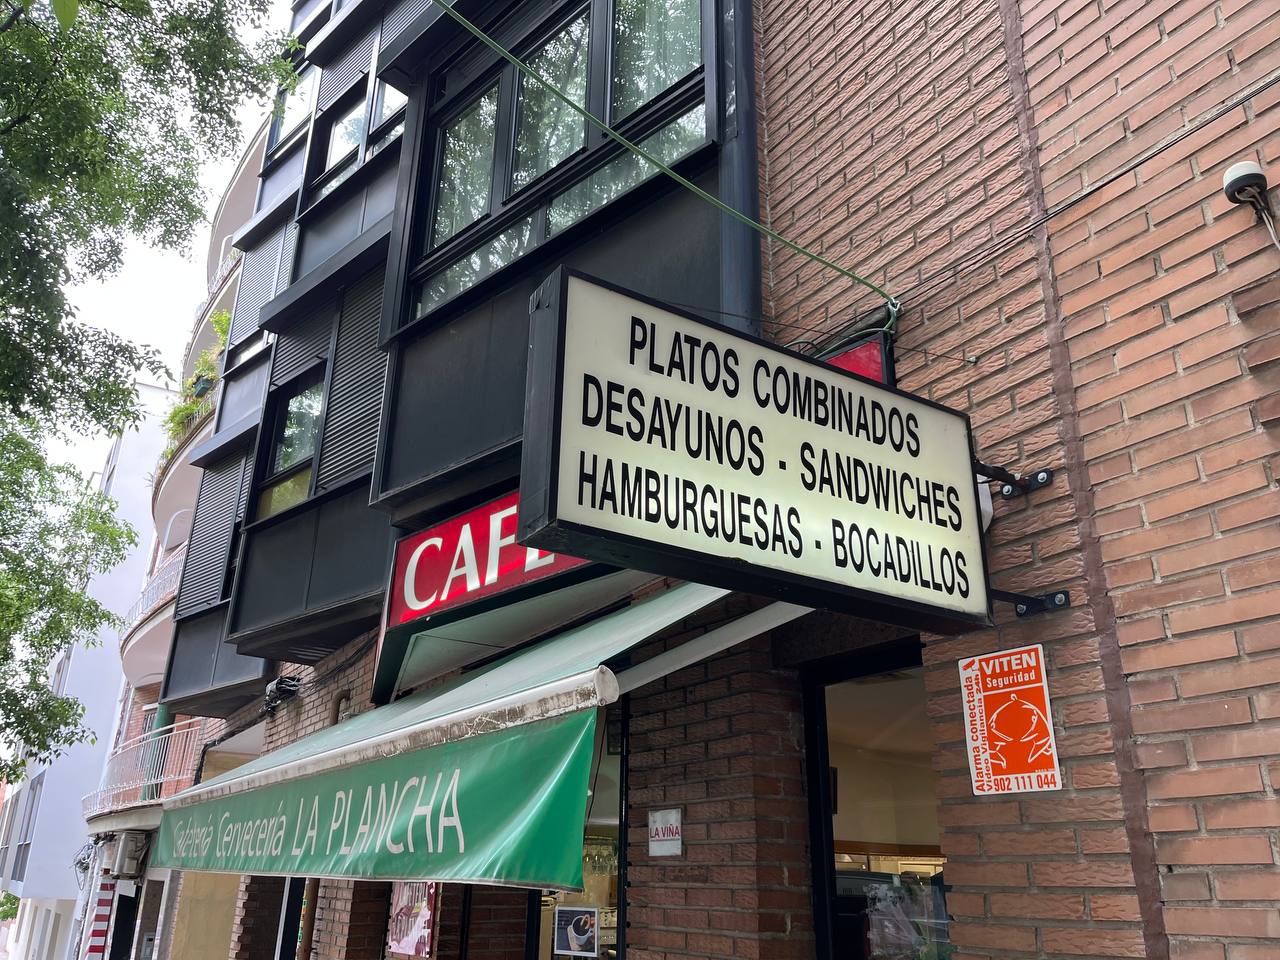 PLATOS COMBINADOS
DESAYUNOS - SANDWICHES
HAMBURGUESAS - BOCADILLOS
CAFE
Cafetería Cervecería LA PLANCHA
LA VIÑA
VITEN
Seguridad
Alarma conectada
Video Vigilancia 24h
902 111 044